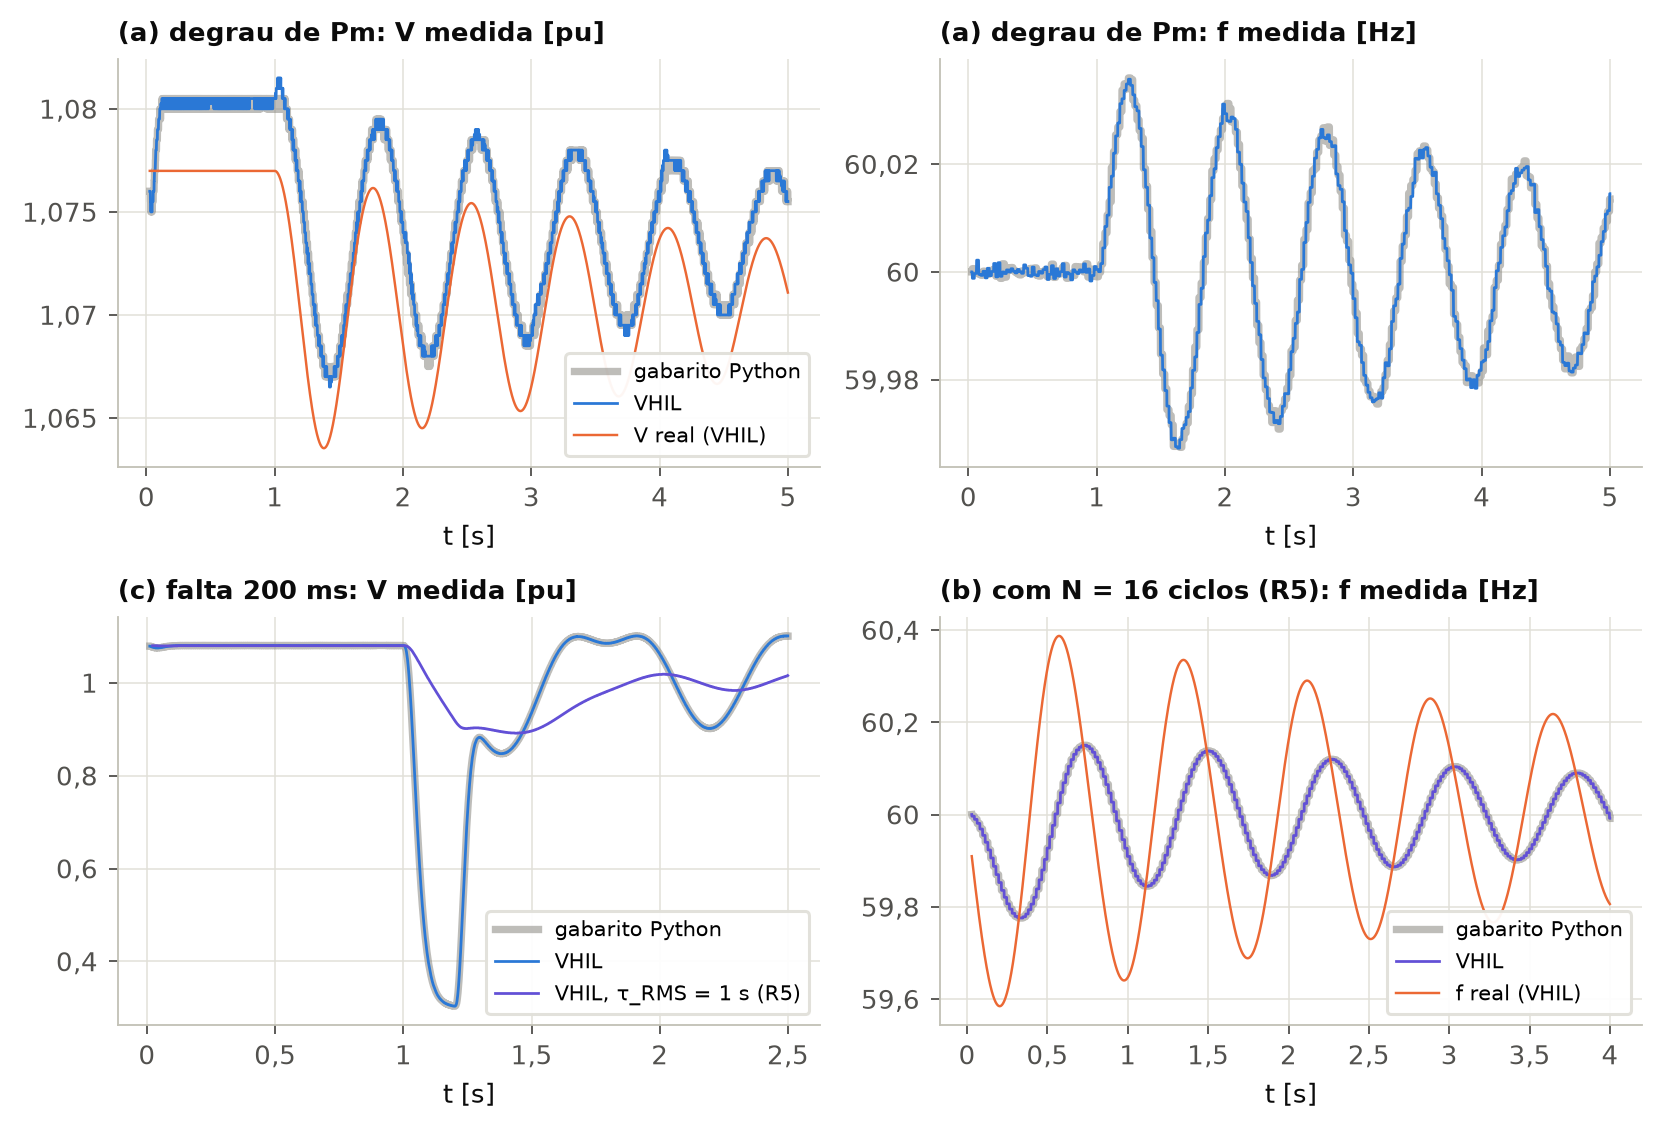 (a) degrau de Pm: V medida [pu]
1,08
1,075
1,07
1,065
gabarito Python
VHIL
V real (VHIL)
0 1 2 3 4 5
t [s]
(a) degrau de Pm: f medida [Hz]
60,02
60
59,98
0 1 2 3 4 5
t [s]
(c) falta 200 ms: V medida [pu]
1
0,8
0,6
0,4
gabarito Python
VHIL
VHIL, τ_RMS = 1 s (R5)
0 0,5 1 1,5 2 2,5
t [s]
(b) com N = 16 ciclos (R5): f medida [Hz]
60,4
60,2
60
59,8
59,6
gabarito Python
VHIL
f real (VHIL)
0 0,5 1 1,5 2 2,5 3 3,5 4
t [s]